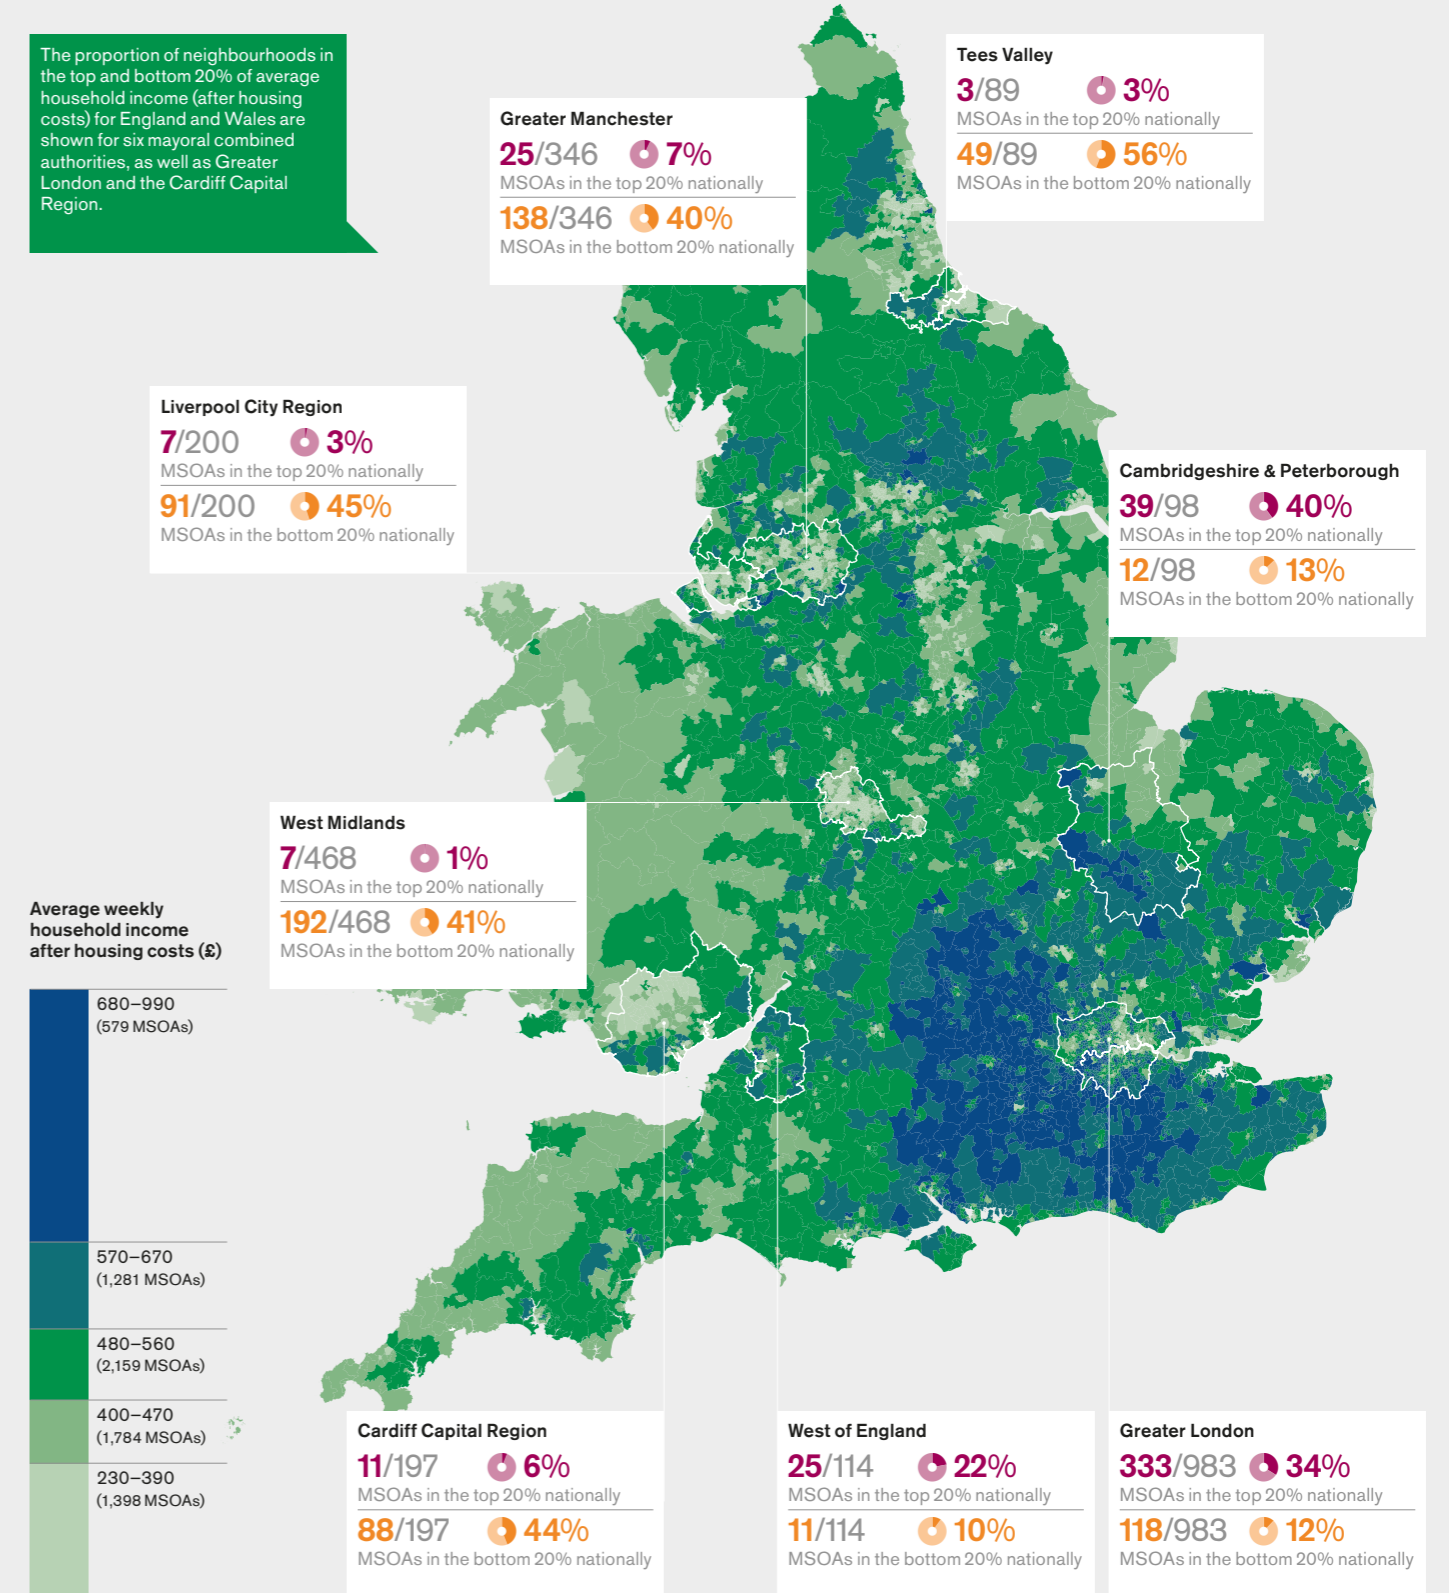 The proportion of neighbourhoods in
the top and bottom 20% of average
household income (after housing
costs) for England and Wales are
shown for six mayoral combined
authorities, as well as Greater
London and the Cardiff Capital
Region.
Tees Valley
3/89 3%
MSOAs in the top 20% nationally
49/89 56%
MSOAs in the bottom 20% nationally
Greater Manchester
25/346 7%
MSOAs in the top 20% nationally
138/346 40%
MSOAs in the bottom 20% nationally
Liverpool City Region
7/200 3%
MSOAs in the top 20% nationally
91/200 45%
MSOAs in the bottom 20% nationally
Cambridgeshire & Peterborough
39/98 40%
MSOAs in the top 20% nationally
12/98 13%
MSOAs in the bottom 20% nationally
West Midlands
7/468 1%
MSOAs in the top 20% nationally
192/468 41%
MSOAs in the bottom 20% nationally
Average weekly
household income
after housing costs (£)
680–990
(579 MSOAs)
570–670
(1,281 MSOAs)
480–560
(2,159 MSOAs)
400–470
(1,784 MSOAs)
230–390
(1,398 MSOAs)
Cardiff Capital Region
11/197 6%
MSOAs in the top 20% nationally
88/197 44%
MSOAs in the bottom 20% nationally
West of England
25/114 22%
MSOAs in the top 20% nationally
11/114 10%
MSOAs in the bottom 20% nationally
Greater London
333/983 34%
MSOAs in the top 20% nationally
118/983 12%
MSOAs in the bottom 20% nationally